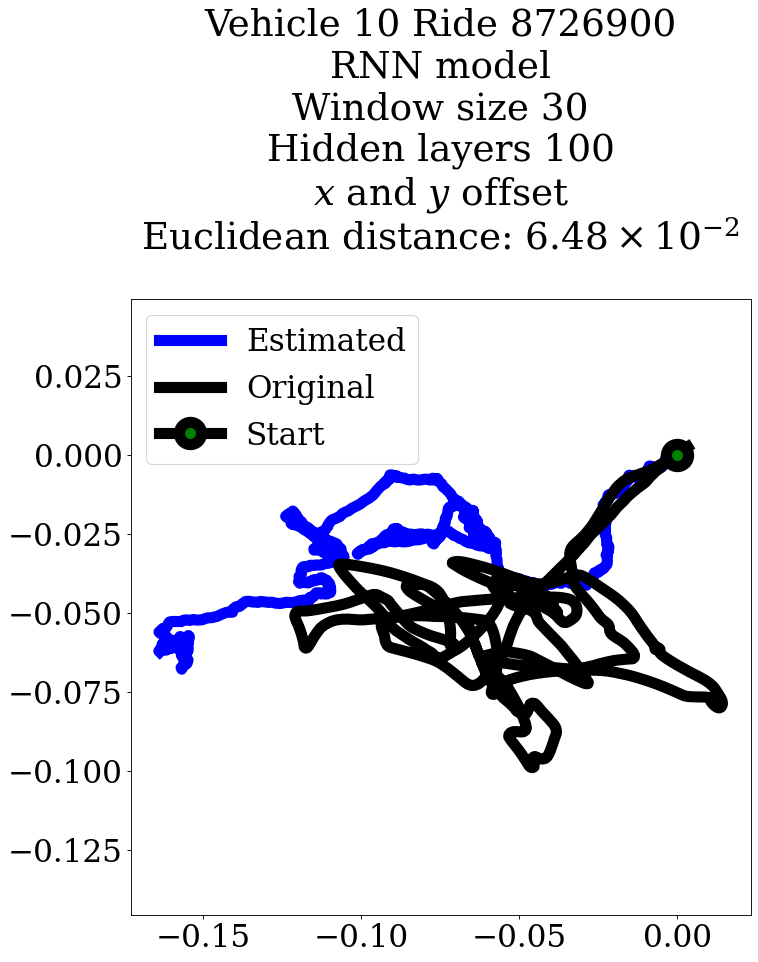 Vehicle 10 Ride 8726900
RNN model
Window size 30
Hidden layers 100
x and y offset
Euclidean distance: 6.48 × 10⁻²
Estimated
Original
Start
0.025
0.000
−0.025
−0.050
−0.075
−0.100
−0.125
−0.15 −0.10 −0.05 0.00